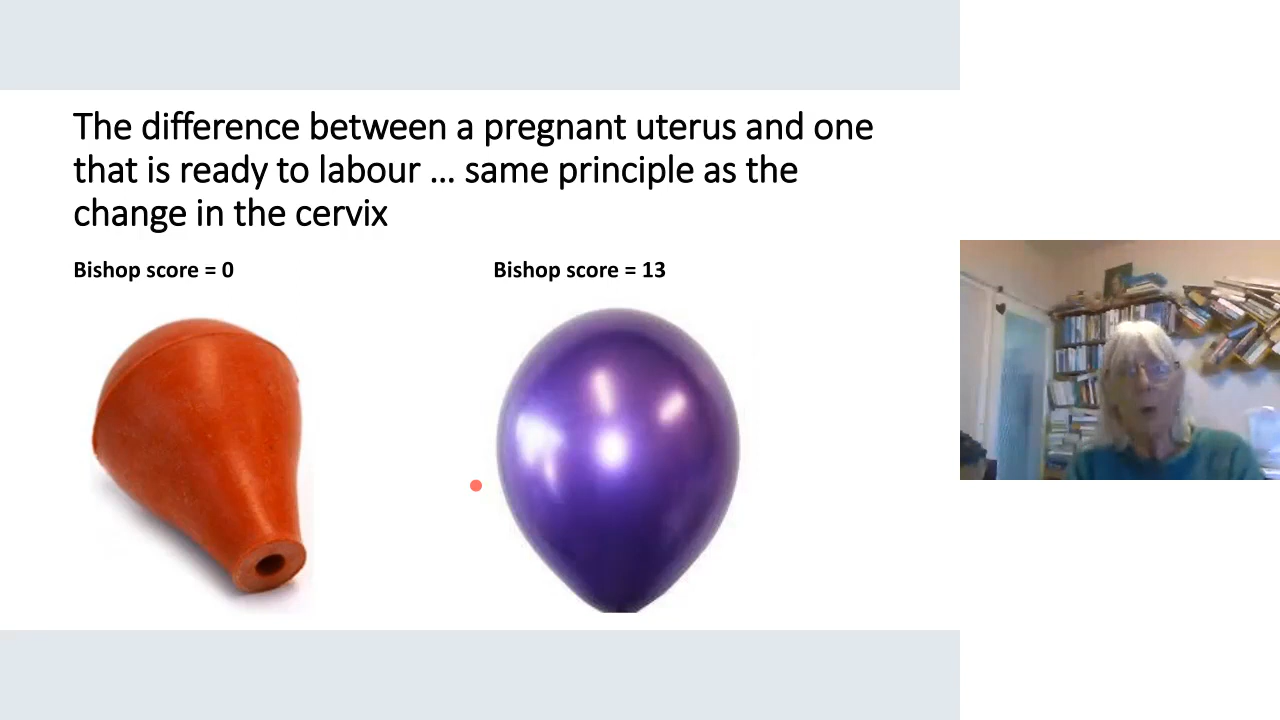 The difference between a pregnant uterus and one
that is ready to labour ... same principle as the
change in the cervix
Bishop score = 0
Bishop score = 13